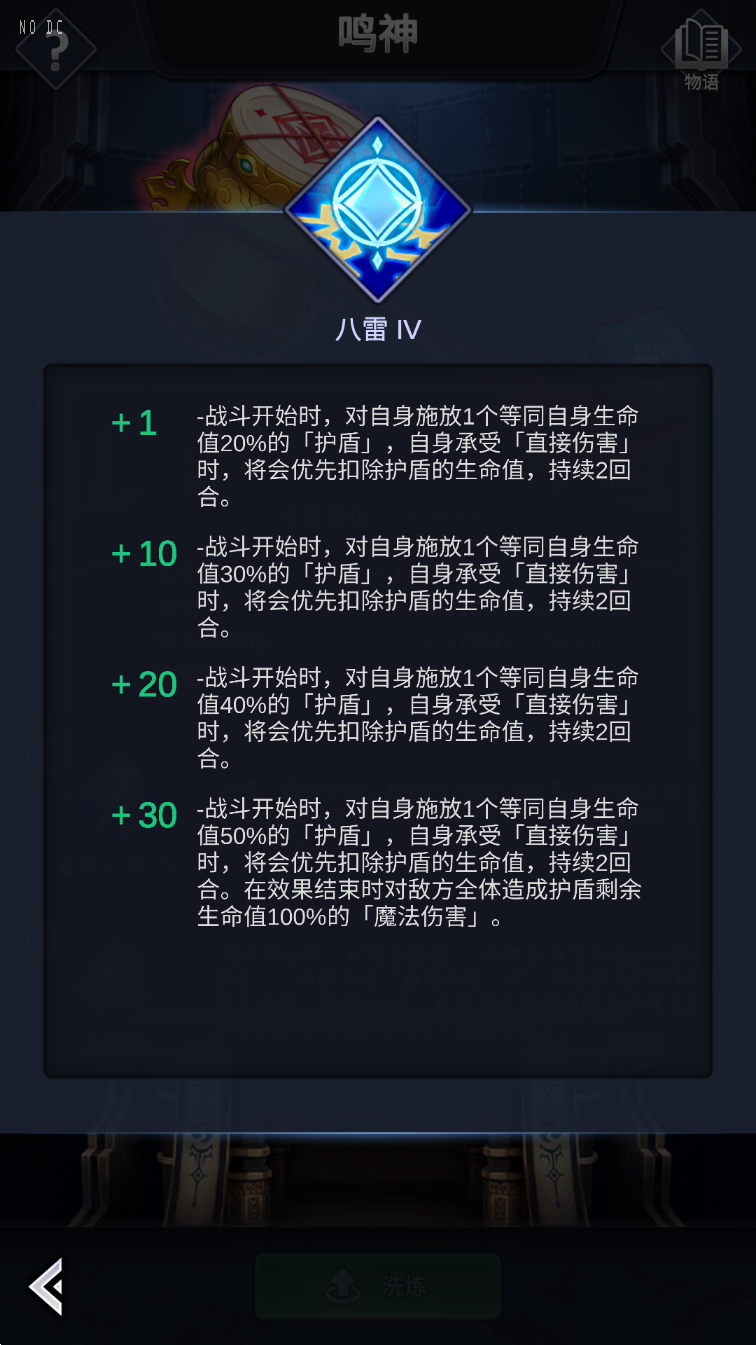 NO DC
鸣神
物语
八雷 IV
+1
-战斗开始时，对自身施放1个等同自身生命
值20%的「护盾」，自身承受「直接伤害」
时，将会优先扣除护盾的生命值，持续2回
合。
+10
-战斗开始时，对自身施放1个等同自身生命
值30%的「护盾」，自身承受「直接伤害」
时，将会优先扣除护盾的生命值，持续2回
合。
+20
-战斗开始时，对自身施放1个等同自身生命
值40%的「护盾」，自身承受「直接伤害」
时，将会优先扣除护盾的生命值，持续2回
合。
+30
-战斗开始时，对自身施放1个等同自身生命
值50%的「护盾」，自身承受「直接伤害」
时，将会优先扣除护盾的生命值，持续2回
合。在效果结束时对敌方全体造成护盾剩余
生命值100%的「魔法伤害」。
洗炼